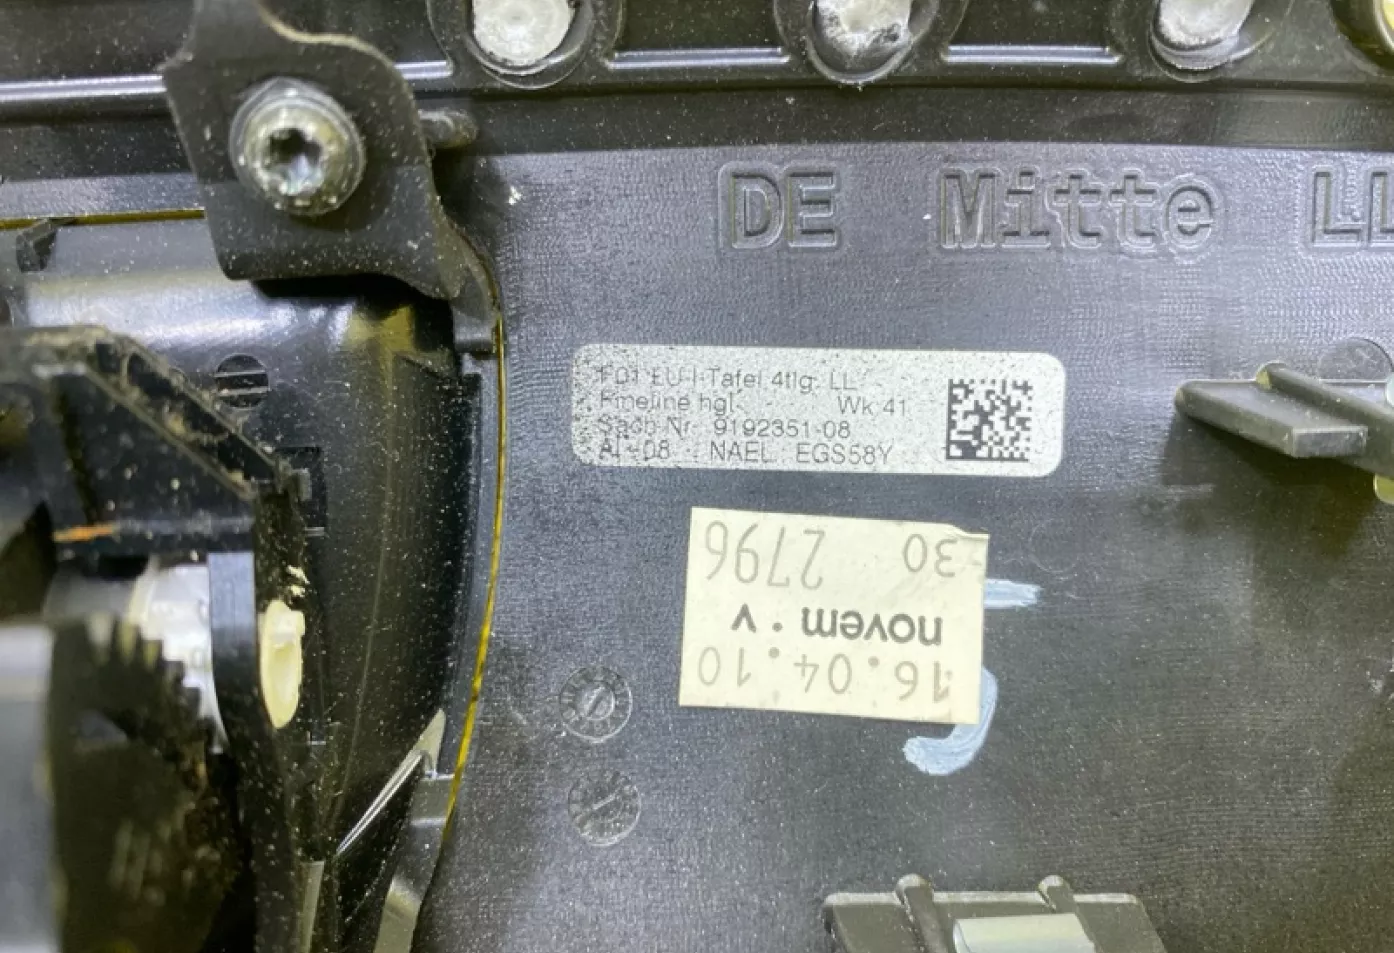 DE Mitte LL
F01 EU I-Tafel 4tlg. LL
Fineline hgl. Wk 41
Sach Nr. 9192351-08
AI -08 NAEL EGS58Y
16.04.10
novem.v
30 2796